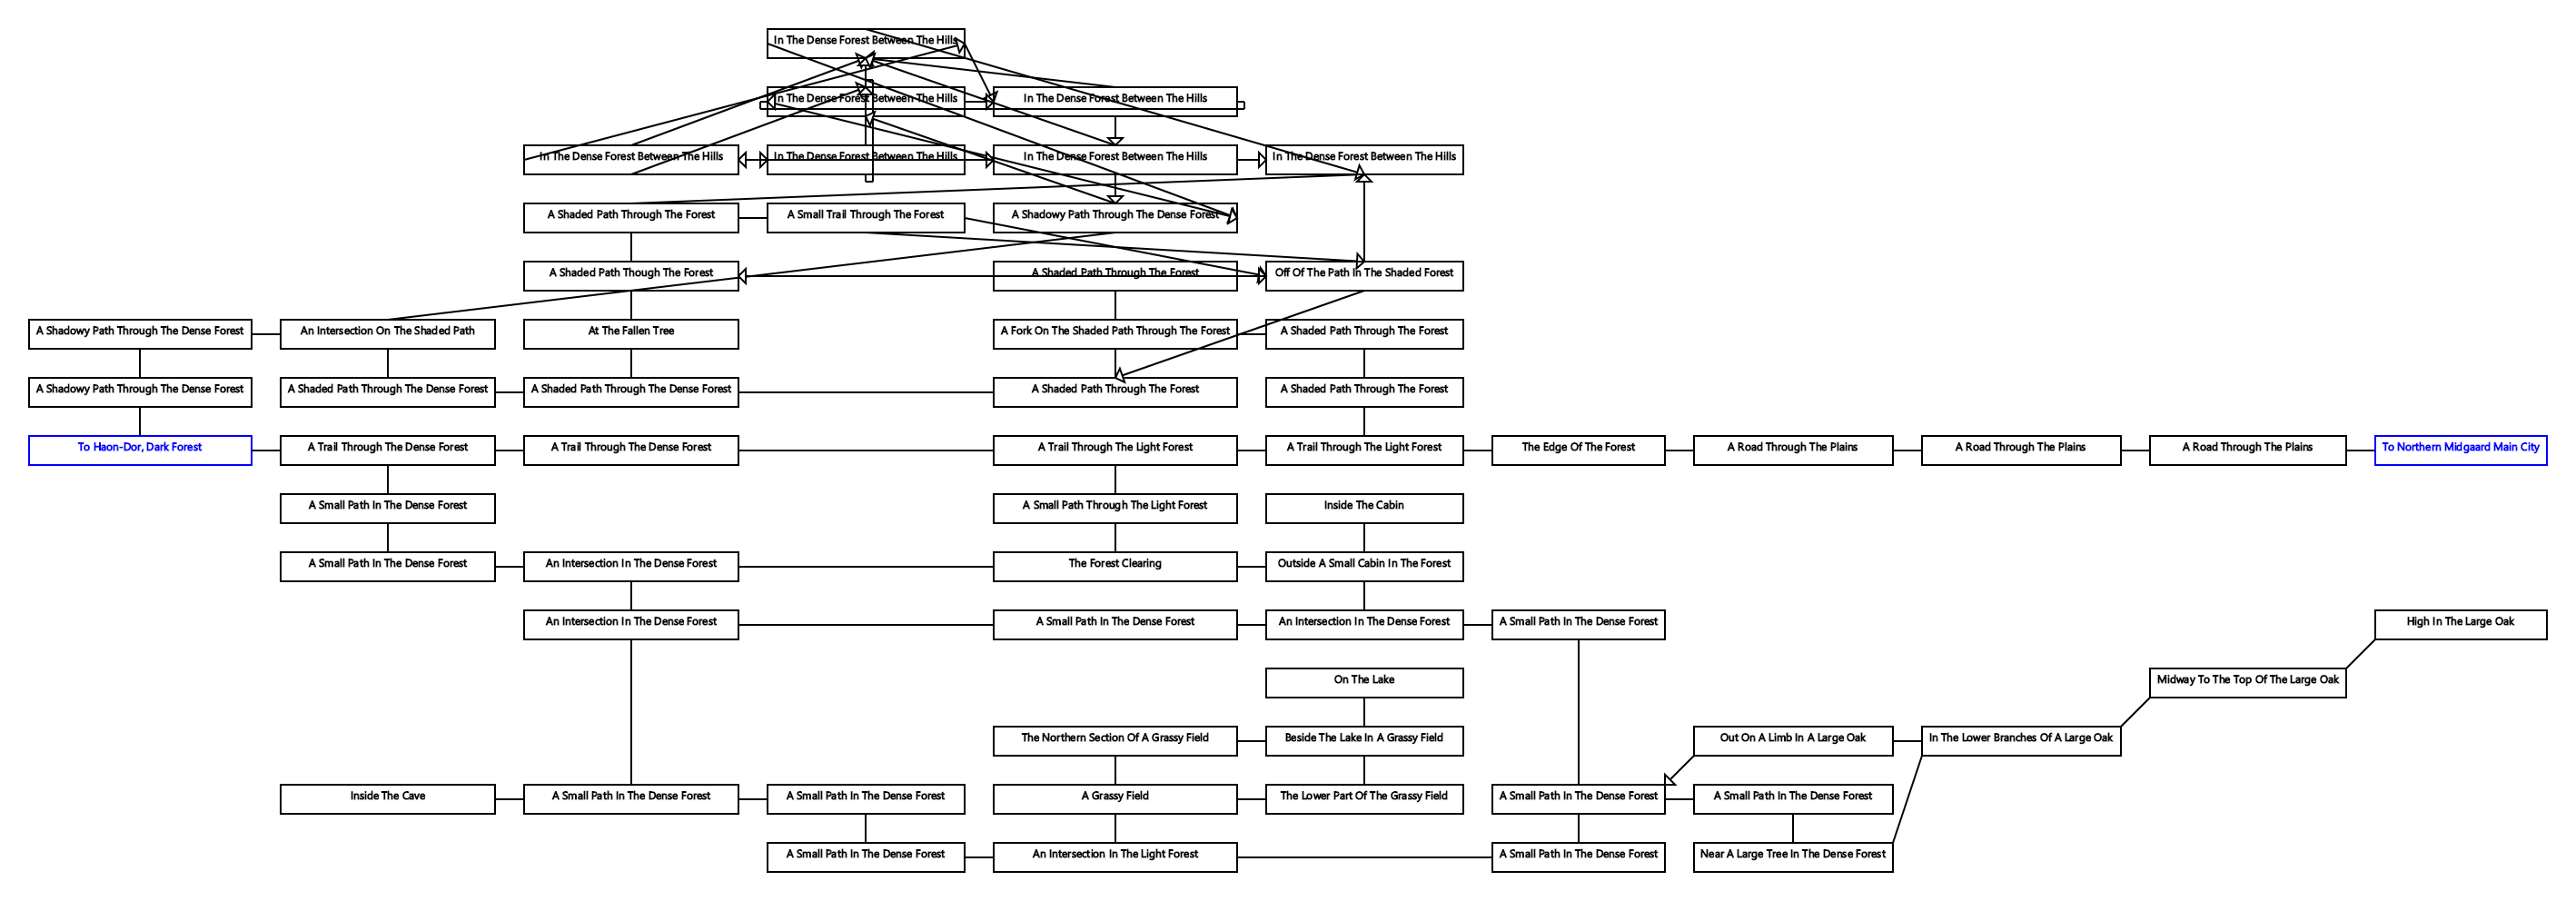 In The Dense Forest Between The Hills
In The Dense Forest Between The Hills
In The Dense Forest Between The Hills
In The Dense Forest Between The Hills
In The Dense Forest Between The Hills
In The Dense Forest Between The Hills
In The Dense Forest Between The Hills
A Shaded Path Through The Forest
A Small Trail Through The Forest
A Shadowy Path Through The Dense Forest
A Shaded Path Though The Forest
A Shaded Path Through The Forest
Off Of The Path In The Shaded Forest
A Shadowy Path Through The Dense Forest
An Intersection On The Shaded Path
At The Fallen Tree
A Fork On The Shaded Path Through The Forest
A Shaded Path Through The Forest
A Shadowy Path Through The Dense Forest
A Shaded Path Through The Dense Forest
A Shaded Path Through The Dense Forest
A Shaded Path Through The Forest
A Shaded Path Through The Forest
To Haon-Dor, Dark Forest
A Trail Through The Dense Forest
A Trail Through The Dense Forest
A Trail Through The Light Forest
A Trail Through The Light Forest
The Edge Of The Forest
A Road Through The Plains
A Road Through The Plains
A Road Through The Plains
To Northern Midgaard Main City
A Small Path In The Dense Forest
A Small Path Through The Light Forest
Inside The Cabin
A Small Path In The Dense Forest
An Intersection In The Dense Forest
The Forest Clearing
Outside A Small Cabin In The Forest
An Intersection In The Dense Forest
A Small Path In The Dense Forest
An Intersection In The Dense Forest
A Small Path In The Dense Forest
High In The Large Oak
On The Lake
Midway To The Top Of The Large Oak
The Northern Section Of A Grassy Field
Beside The Lake In A Grassy Field
Out On A Limb In A Large Oak
In The Lower Branches Of A Large Oak
Inside The Cave
A Small Path In The Dense Forest
A Small Path In The Dense Forest
A Grassy Field
The Lower Part Of The Grassy Field
A Small Path In The Dense Forest
A Small Path In The Dense Forest
A Small Path In The Dense Forest
An Intersection In The Light Forest
A Small Path In The Dense Forest
Near A Large Tree In The Dense Forest